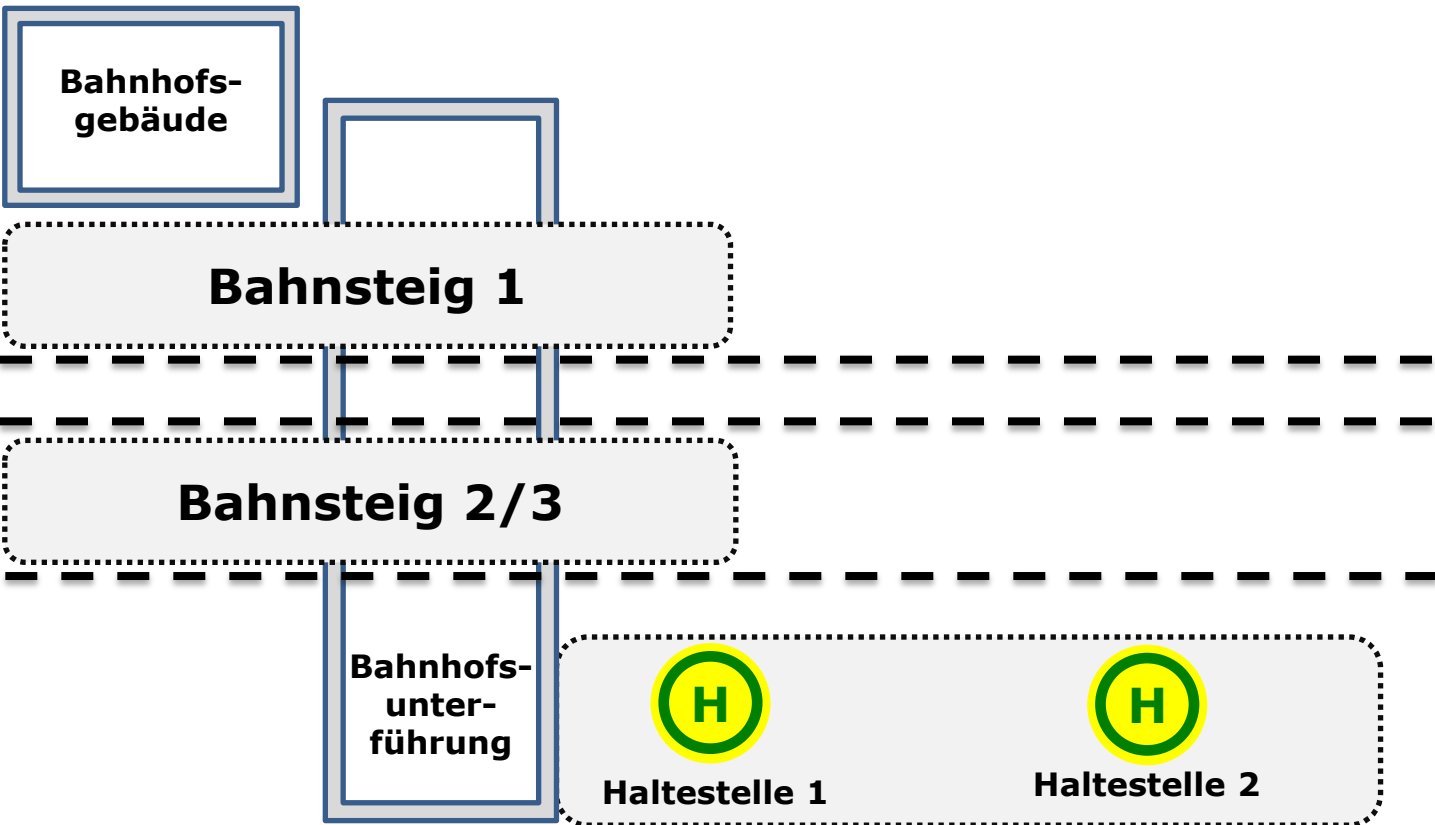 Bahnhofs-
gebäude
Bahnsteig 1
Bahnsteig 2/3
Bahnhofs-
unter-
führung
H
Haltestelle 1
H
Haltestelle 2